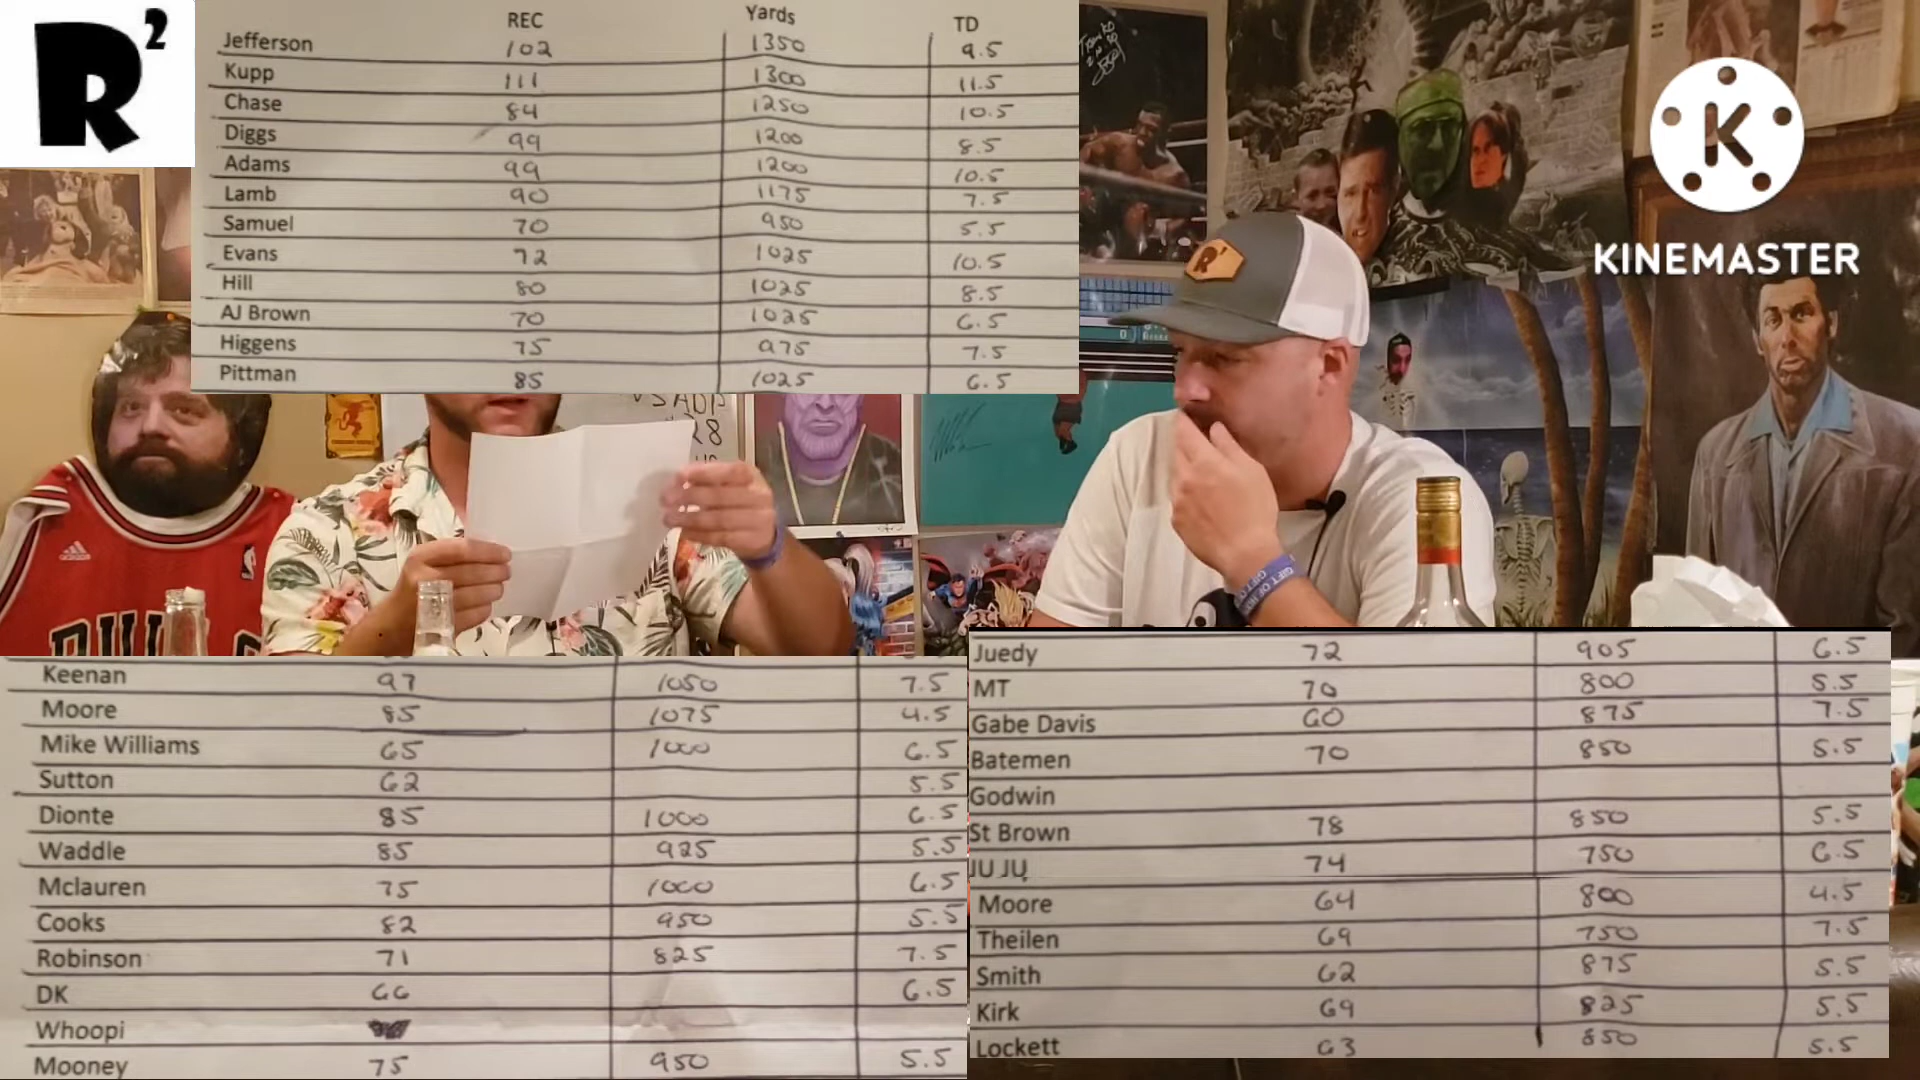 R²
REC Yards TD
Jefferson 102 1350 9.5
Kupp 111 1300 11.5
Chase 84 1250 10.5
Diggs 99 1200 8.5
Adams 99 1200 10.5
Lamb 90 1175 7.5
Samuel 70 950 5.5
Evans 72 1025 10.5
Hill 80 1025 8.5
AJ Brown 70 1025 6.5
Higgens 75 975 7.5
Pittman 85 1025 6.5
KINEMASTER
R²
VS ADP
28
adidas
BULLS
GIFT OF
Keenan 97 1050 7.5
Moore 85 1075 4.5
Mike Williams 65 1000 6.5
Sutton 62 5.5
Dionte 85 1000 6.5
Waddle 85 925 5.5
Mclauren 75 1000 6.5
Cooks 82 950 5.5
Robinson 71 825 7.5
DK 66 6.5
Whoopi
Mooney 75 950 5.5
Juedy 72 905 6.5
MT 70 800 5.5
Gabe Davis 60 875 7.5
Batemen 70 850 5.5
Godwin
St Brown 78 850 5.5
JU JU 74 750 6.5
Moore 64 800 4.5
Theilen 69 750 7.5
Smith 62 875 5.5
Kirk 69 825 5.5
Lockett 63 850 5.5